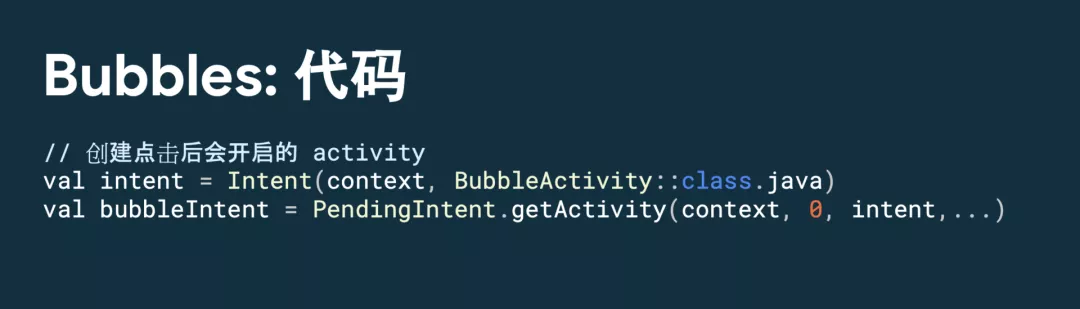 Bubbles: 代码
// 创建点击后会开启的 activity
val intent = Intent(context, BubbleActivity::class.java)
val bubbleIntent = PendingIntent.getActivity(context, 0, intent,...)